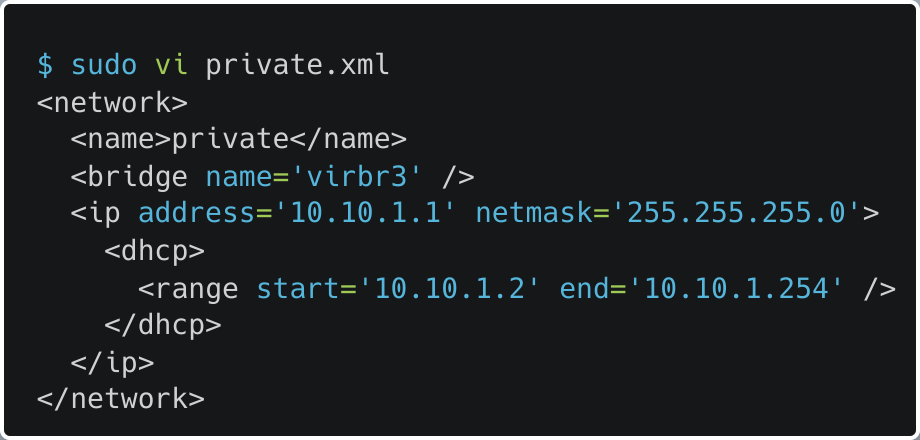 $ sudo vi private.xml
<network>
  <name>private</name>
  <bridge name='virbr3' />
  <ip address='10.10.1.1' netmask='255.255.255.0'>
    <dhcp>
      <range start='10.10.1.2' end='10.10.1.254' />
    </dhcp>
  </ip>
</network>